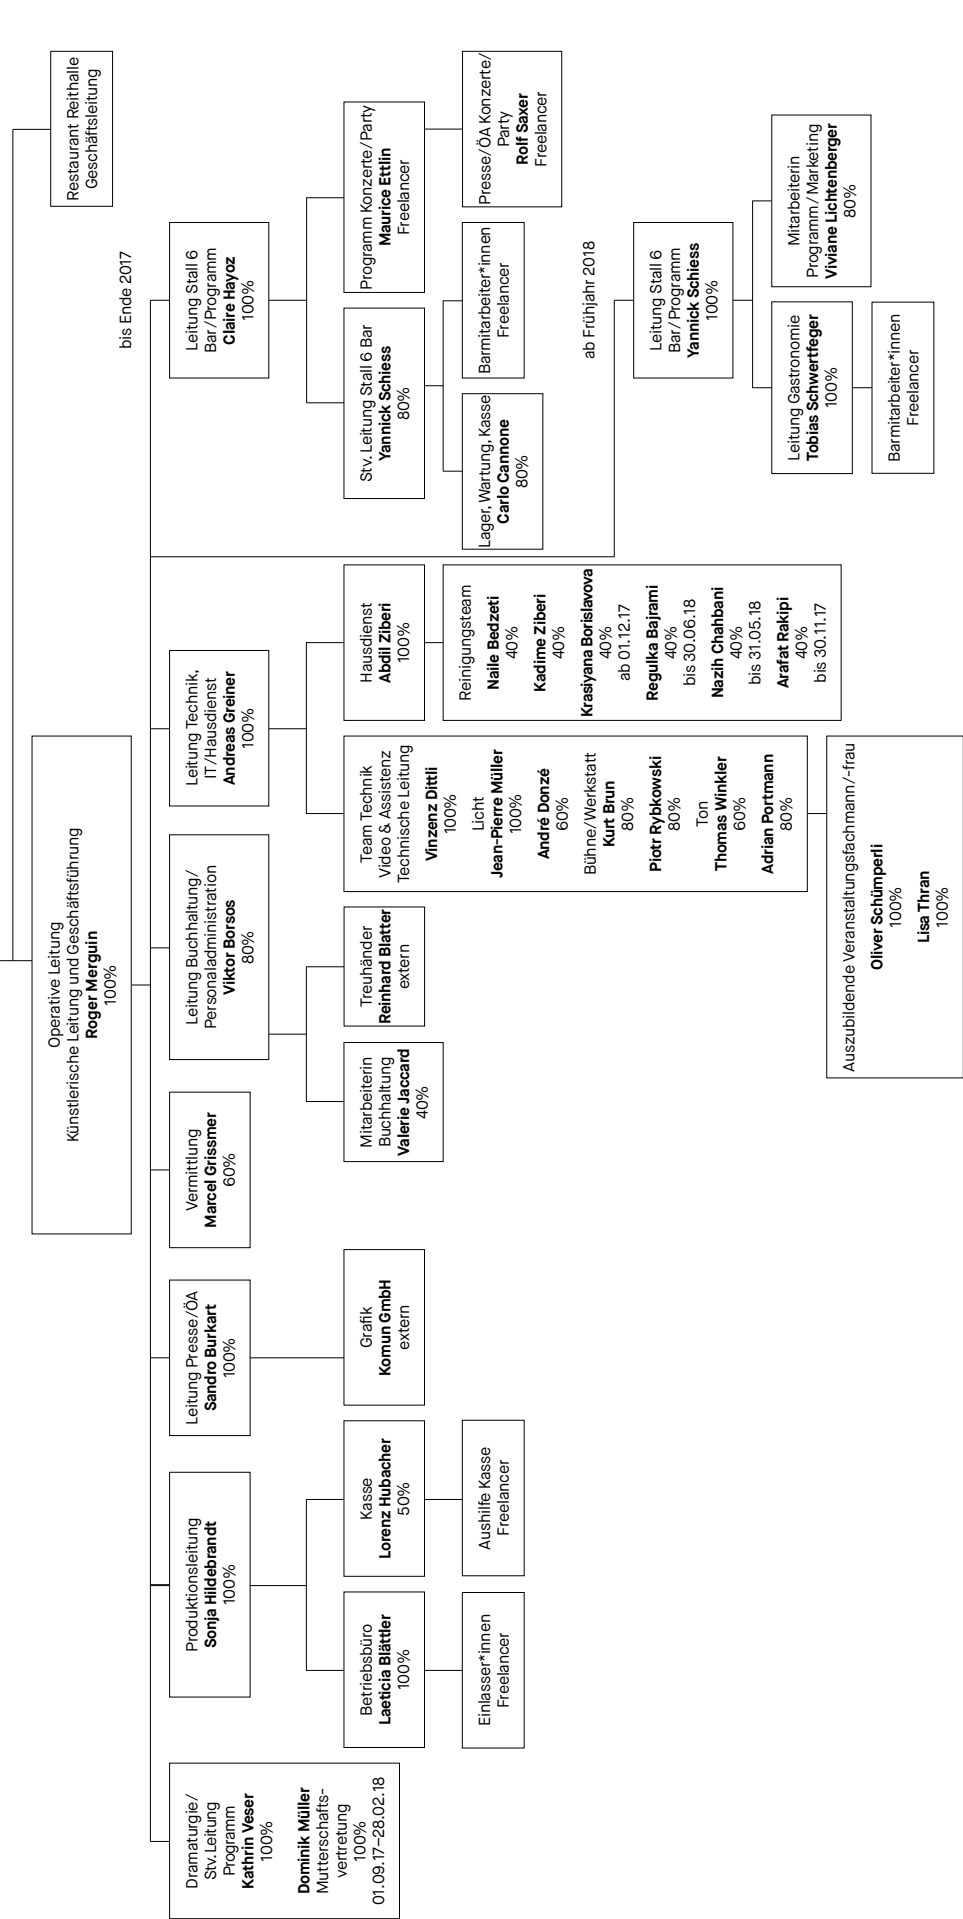 Restaurant Reithalle
Geschäftsleitung
Operative Leitung
Künstlerische Leitung und Geschäftsführung
Roger Merguin
100%
Dramaturgie/
Stv.Leitung
Programm
Kathrin Veser
100%
Dominik Müller
Mutterschafts-
vertretung
100%
01.09.17–28.02.18
Produktionsleitung
Sonja Hildebrandt
100%
Betriebsbüro
Laeticia Blättler
100%
Einlasser*innen
Freelancer
Kasse
Lorenz Hubacher
50%
Aushilfe Kasse
Freelancer
Leitung Presse/ÖA
Sandro Burkart
100%
Grafik
Komun GmbH
extern
Vermittlung
Marcel Grissmer
60%
Leitung Buchhaltung/
Personaladministration
Viktor Borsos
80%
Mitarbeiterin
Buchhaltung
Valerie Jaccard
40%
Treuhänder
Reinhard Blatter
extern
Leitung Technik,
IT/Hausdienst
Andreas Greiner
100%
Team Technik
Video & Assistenz
Technische Leitung
Vinzenz Dittli
100%
Licht
Jean-Pierre Müller
100%
André Donzé
60%
Bühne/Werkstatt
Kurt Brun
80%
Piotr Rybkowski
80%
Ton
Thomas Winkler
60%
Adrian Portmann
80%
Auszubildende Veranstaltungsfachmann/-frau
Oliver Schümperli
100%
Lisa Thran
100%
Hausdienst
Abdil Ziberi
100%
Reinigungsteam
Naile Bedzeti
40%
Kadime Ziberi
40%
Krasiyana Borislavova
40%
ab 01.12.17
Regulka Bajrami
40%
bis 30.06.18
Nazih Chahbani
40%
bis 31.05.18
Arafat Rakipi
40%
bis 30.11.17
bis Ende 2017
Leitung Stall 6
Bar/Programm
Claire Hayoz
100%
Stv. Leitung Stall 6 Bar
Yannick Schiess
80%
Lager, Wartung, Kasse
Carlo Cannone
80%
Barmitarbeiter*innen
Freelancer
Programm Konzerte/Party
Maurice Ettlin
Freelancer
Presse/ÖA Konzerte/
Party
Rolf Saxer
Freelancer
ab Frühjahr 2018
Leitung Stall 6
Bar/Programm
Yannick Schiess
100%
Leitung Gastronomie
Tobias Schwertfeger
100%
Barmitarbeiter*innen
Freelancer
Mitarbeiterin
Programm/Marketing
Viviane Lichtenberger
80%